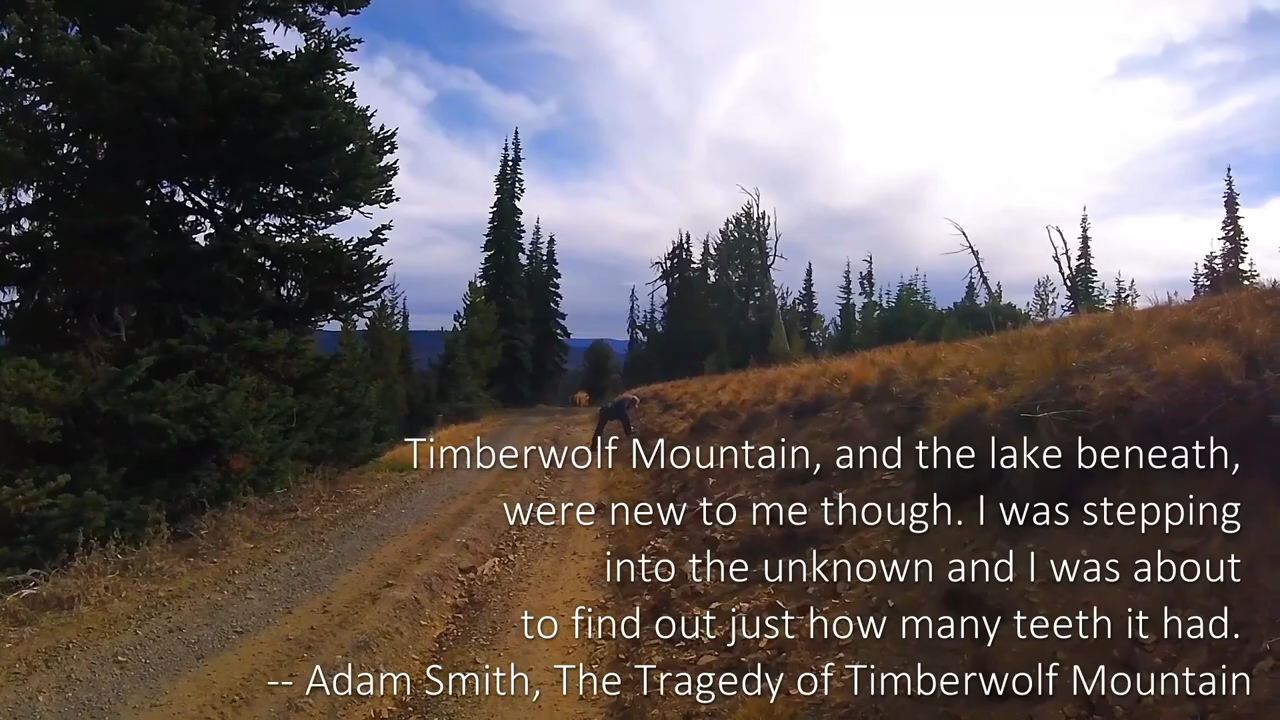 Timberwolf Mountain, and the lake beneath,
were new to me though. I was stepping
into the unknown and I was about
to find out just how many teeth it had.
-- Adam Smith, The Tragedy of Timberwolf Mountain